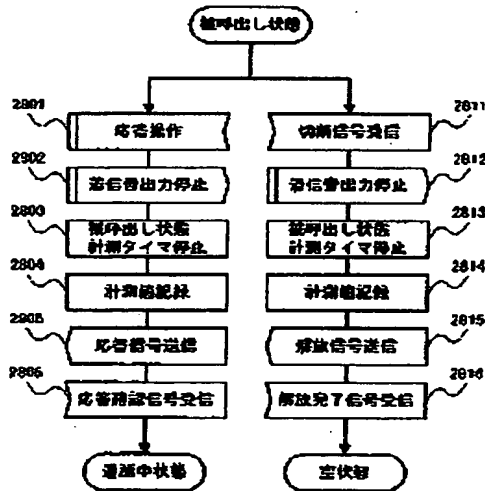 被呼出し状態
2801
応答操作
2802
着信音出力停止
2803
被呼出し状態
計測タイマ停止
2804
計測値記録
2805
応答信号送信
2806
応答確認信号受信
通話中状態
2811
切断信号受信
2812
着信音出力停止
2813
被呼出し状態
計測タイマ停止
2814
計測値記録
2815
解放信号送信
2816
解放完了信号受信
空状態